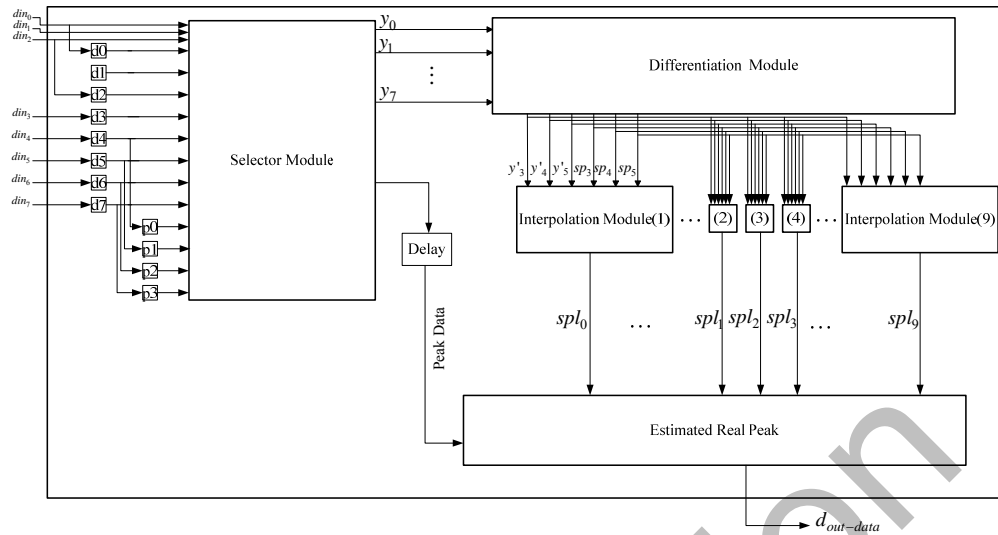 din0
din1
din2
d0
d1
d2
din3
d3
din4
d4
din5
d5
din6
d6
din7
d7
p0
p1
p2
p3
Selector Module
y0
y1
⋮
y7
Differentiation Module
y'3 y'4 y'5 sp3 sp4 sp5
Interpolation Module(1)
...
(2)
(3)
(4)
...
Interpolation Module(9)
Delay
Peak Data
spl0
...
spl1
spl2
spl3
...
spl9
Estimated Real Peak
dout-data
on